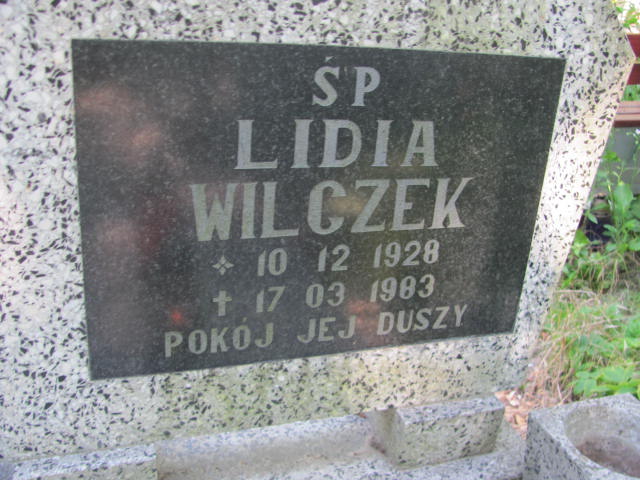 ŚP
LIDIA
WILCZEK
10 12 1928
✝ 17 03 1983
POKÓJ JEJ DUSZY